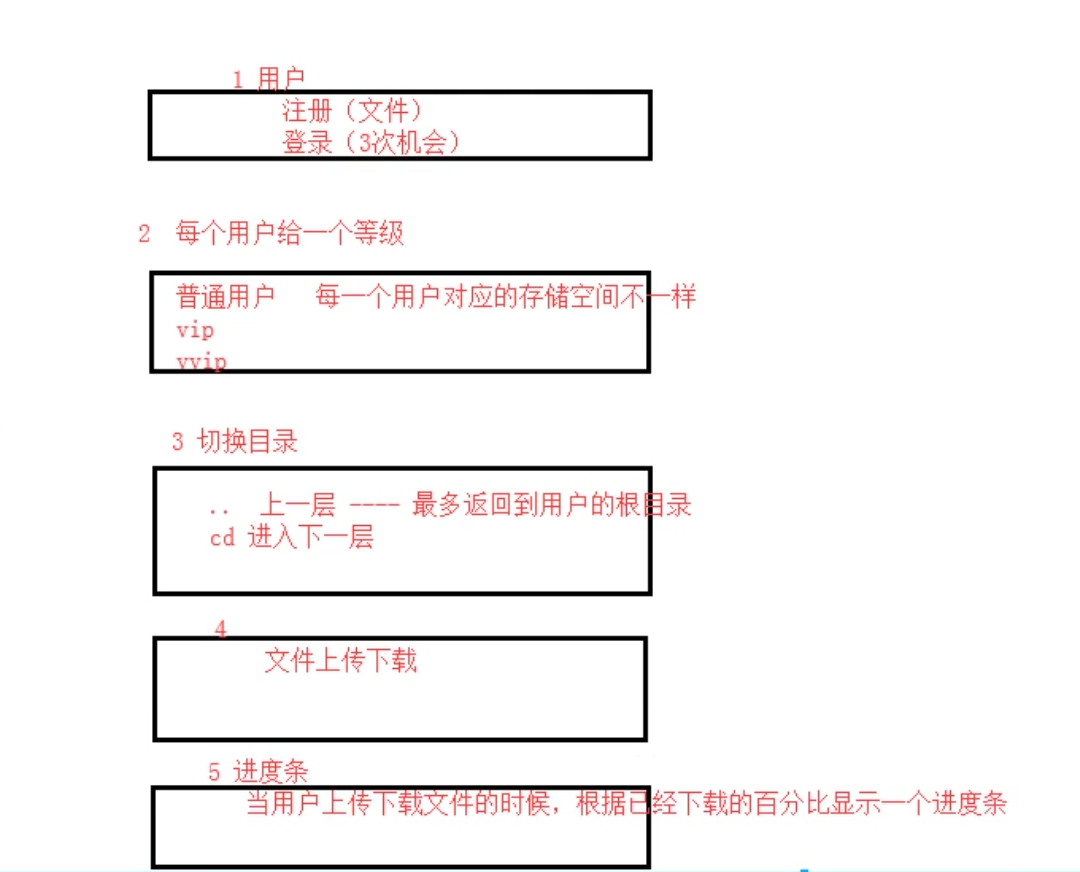 1 用户
注册（文件）
登录（3次机会）
2 每个用户给一个等级
普通用户 每一个用户对应的存储空间不一样
vip
vvip
3 切换目录
.. 上一层 ---- 最多返回到用户的根目录
cd 进入下一层
4
文件上传下载
5 进度条
当用户上传下载文件的时候，根据已经下载的百分比显示一个进度条